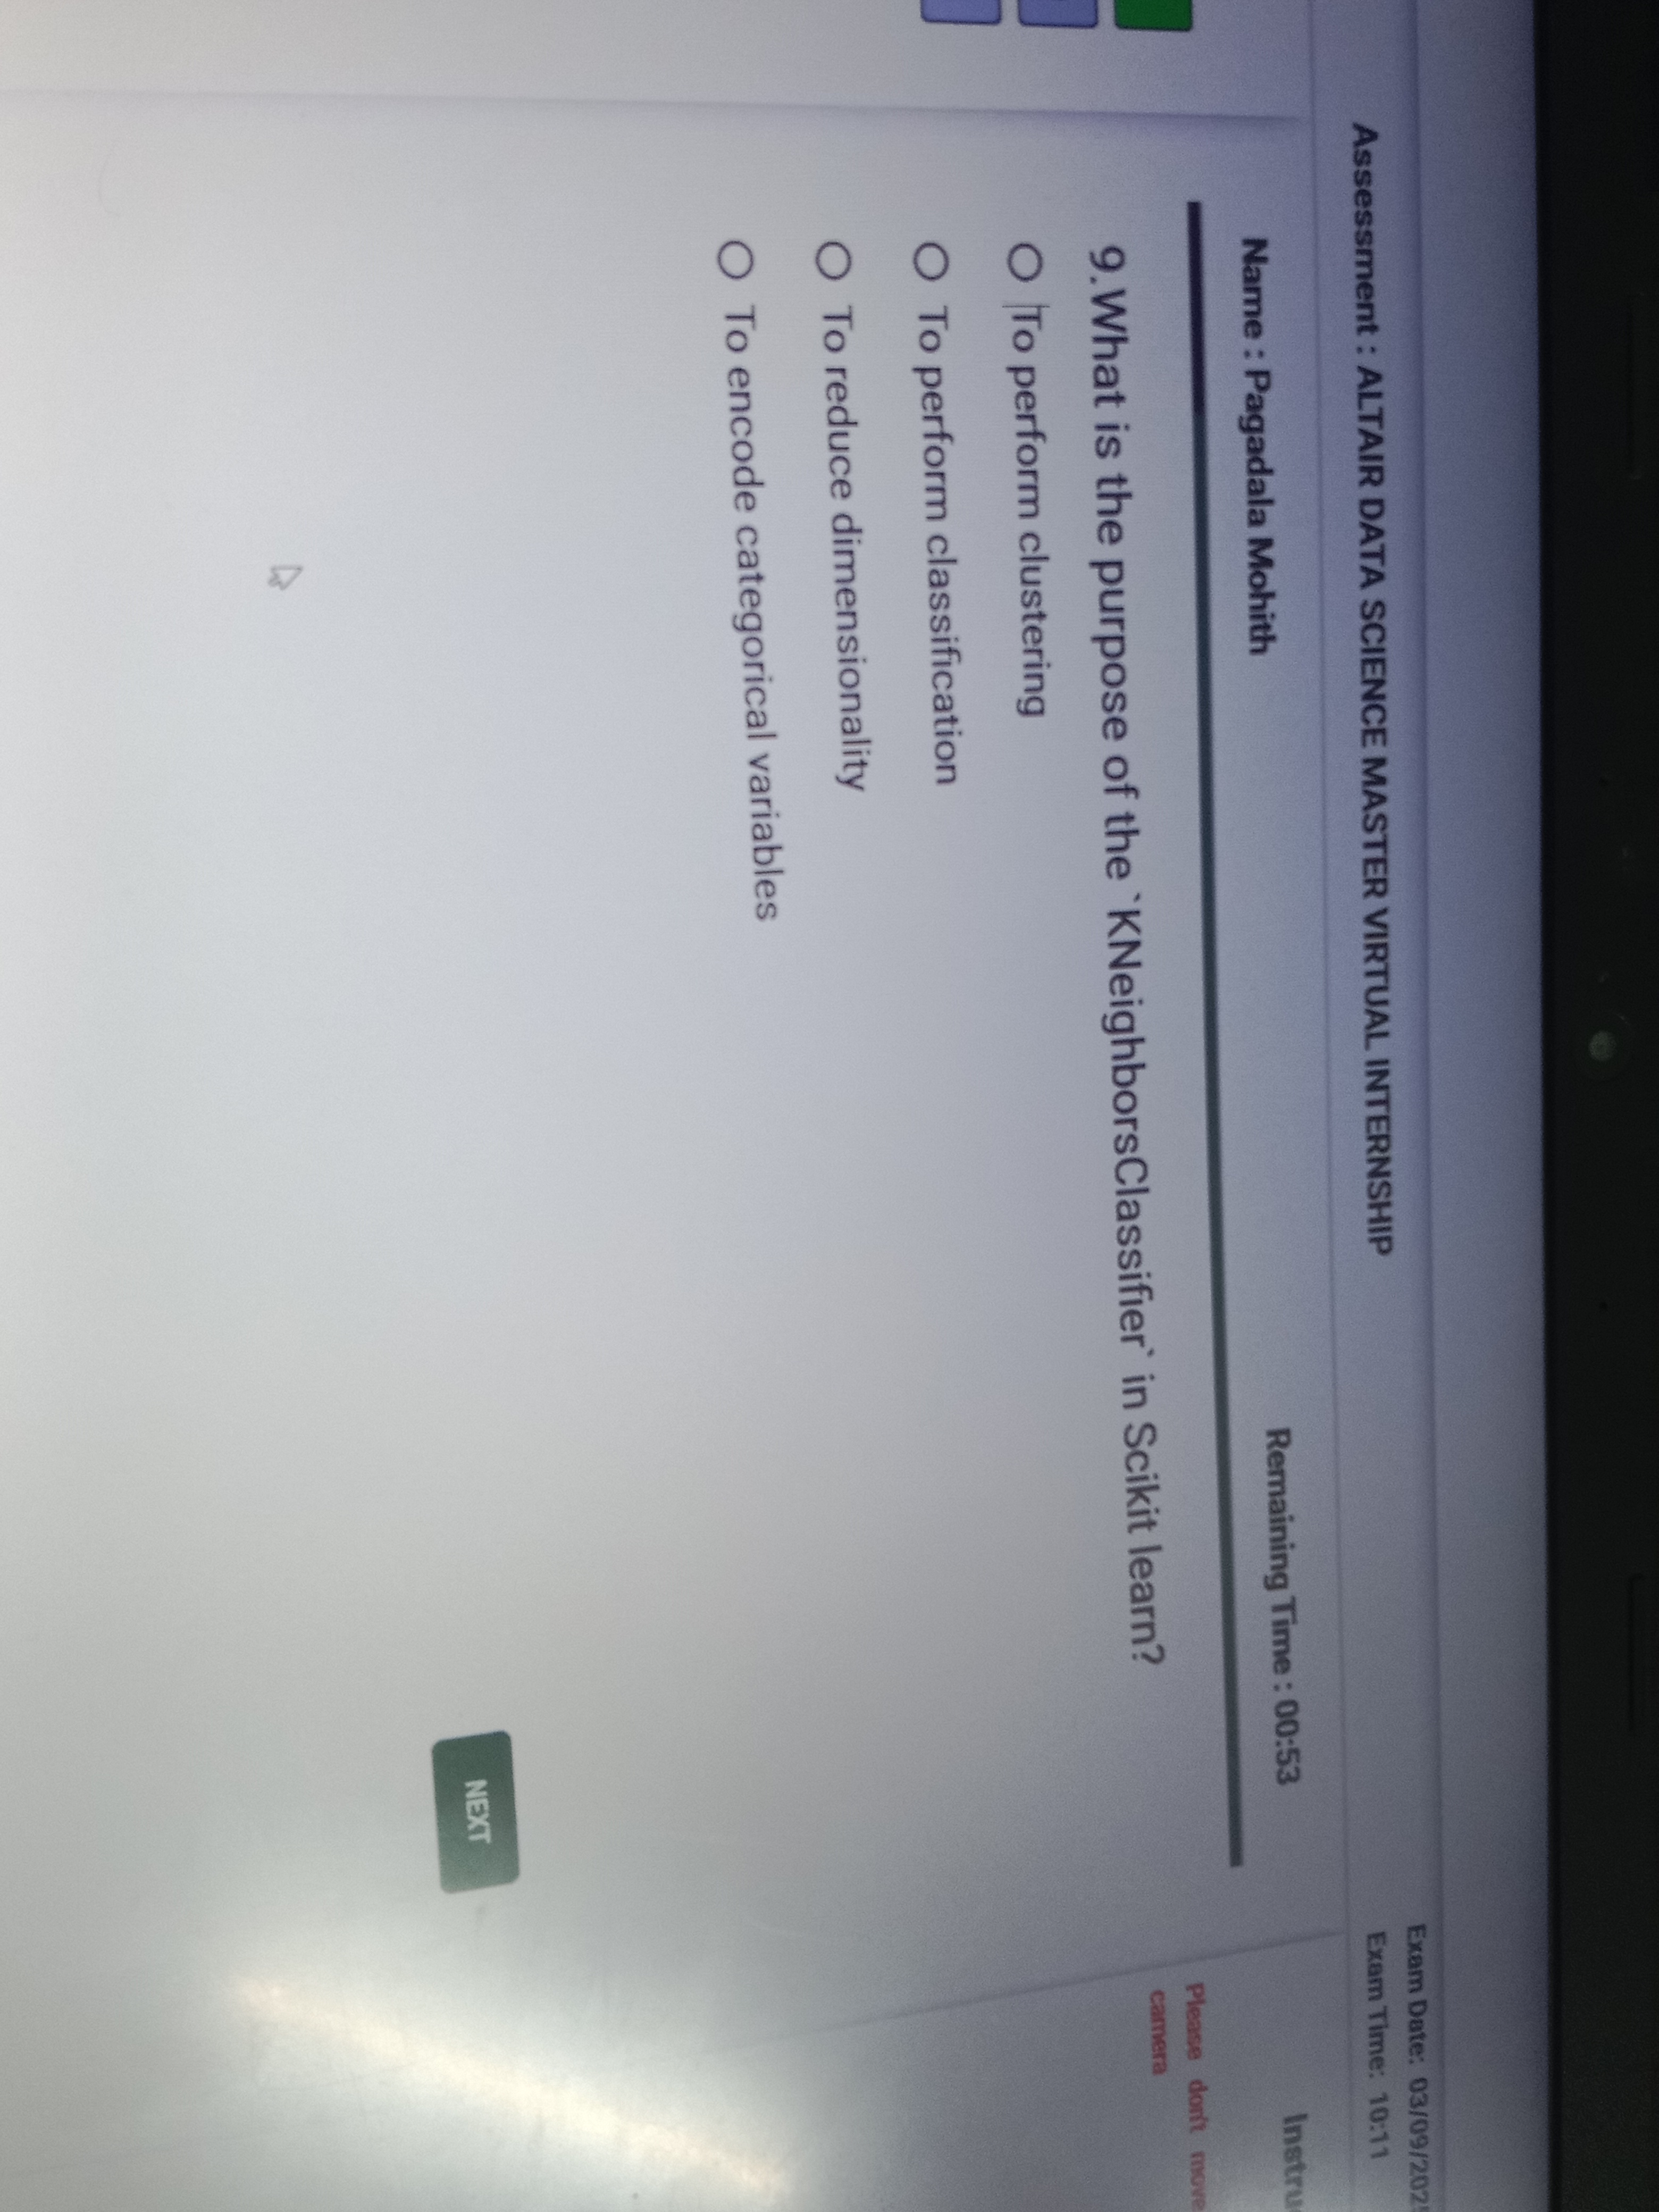 Assessment : ALTAIR DATA SCIENCE MASTER VIRTUAL INTERNSHIP
Exam Date: 03/09/202
Exam Time: 10:11
Name : Pagadala Mohith
Remaining Time : 00:53
9.What is the purpose of the `KNeighborsClassifier` in Scikit learn?
To perform clustering
To perform classification
To reduce dimensionality
To encode categorical variables
NEXT
Please don't move
camera